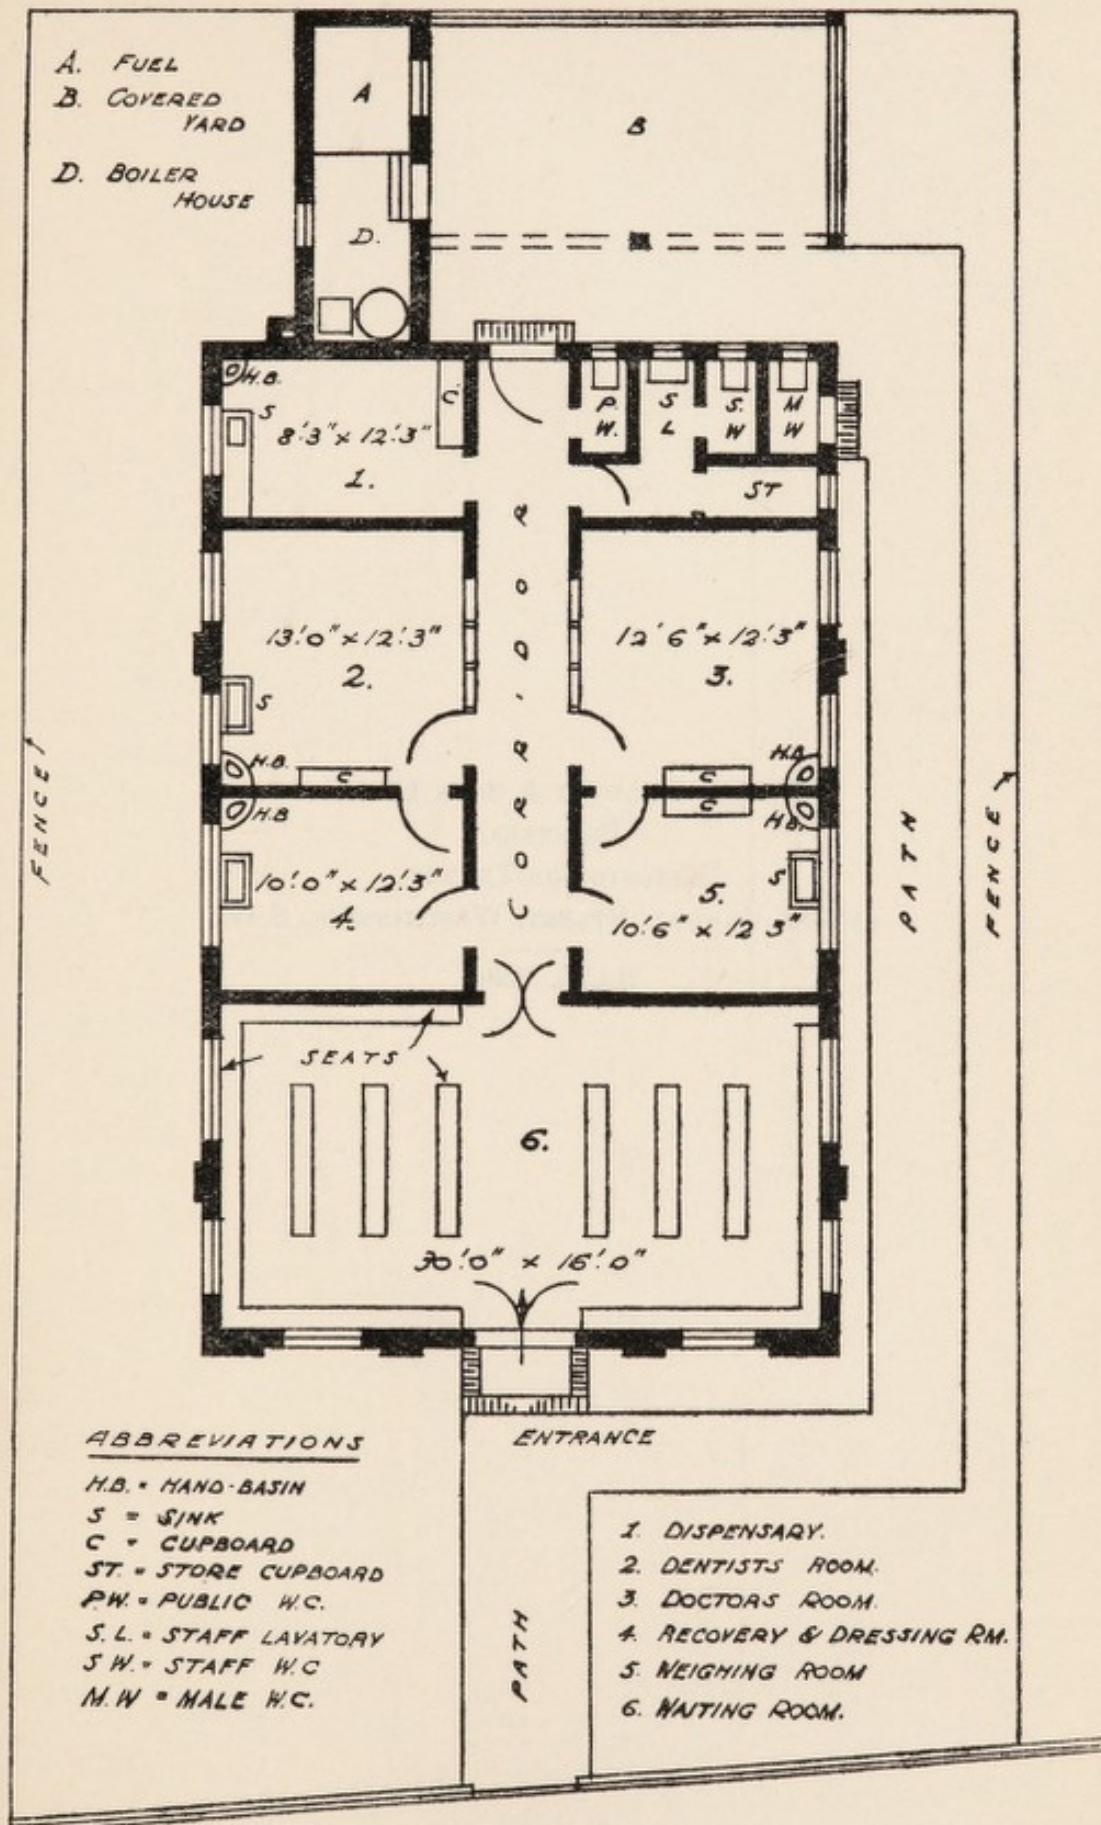 A. FUEL
B. COVERED
YARD
D. BOILER
HOUSE
A
B
D.
H.B.
S
C
8'.3" x 12'.3"
1.
P.
W.
S
L
S.
W
M
W
ST
CORRIDOR
13'.0" x 12'.3"
2.
S
H.B.
C
12'6" x 12'.3"
3.
H.B.
C
H.B
10'.0" x 12'.3"
4.
C
H.B.
S
5.
10'.6" x 12 3"
FENCE
PATH
FENCE
SEATS
6.
30'.0" x 16'.0"
ENTRANCE
ABBREVIATIONS
H.B. = HAND-BASIN
S = SINK
C = CUPBOARD
ST. = STORE CUPBOARD
P.W. = PUBLIC W.C.
S.L. = STAFF LAVATORY
S W. = STAFF W.C
M.W = MALE W.C.
PATH
1. DISPENSARY.
2. DENTISTS ROOM.
3. DOCTORS ROOM.
4. RECOVERY & DRESSING RM.
5. WEIGHING ROOM
6. WAITING ROOM.